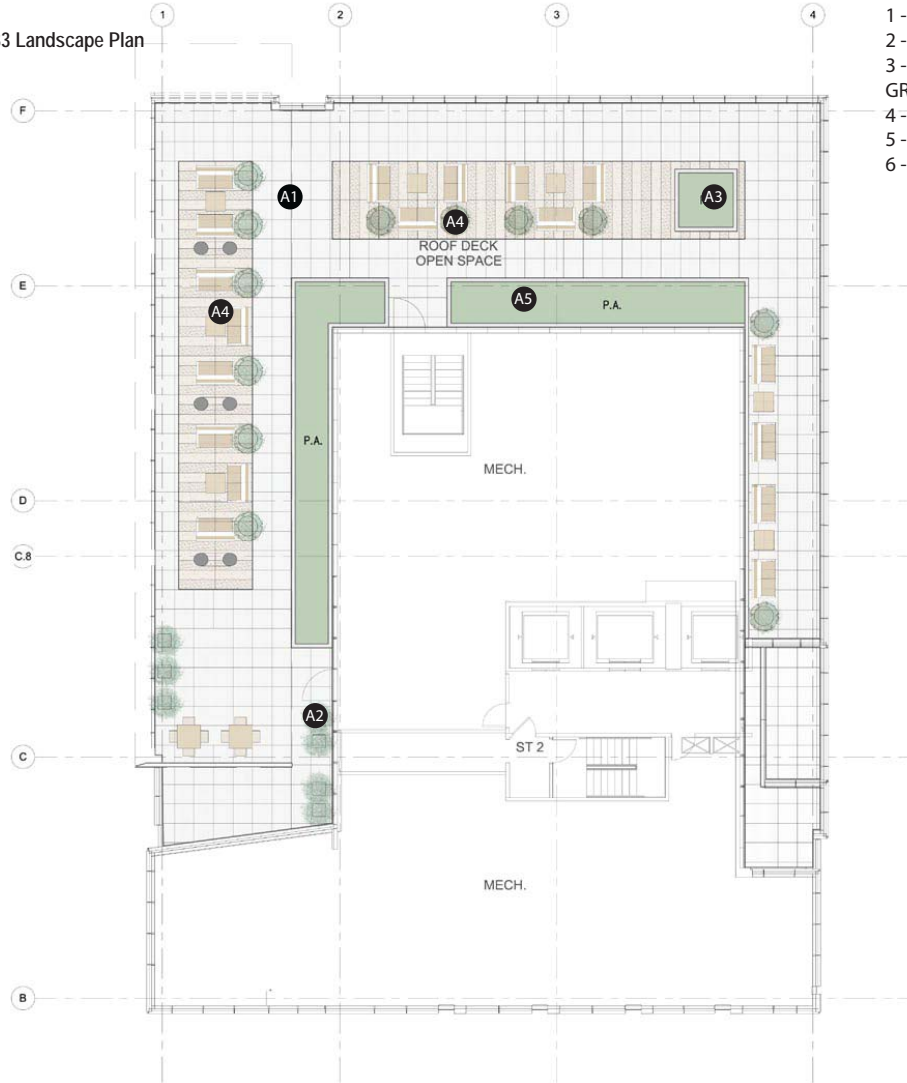 1 2 3 4
3 Landscape Plan
1 -
2 -
3 -
GR
4 -
5 -
6 -
F
A1
A3
A4
ROOF DECK
OPEN SPACE
E
A5
P.A.
A4
P.A.
MECH.
D
C.8
A2
ST 2
C
MECH.
B